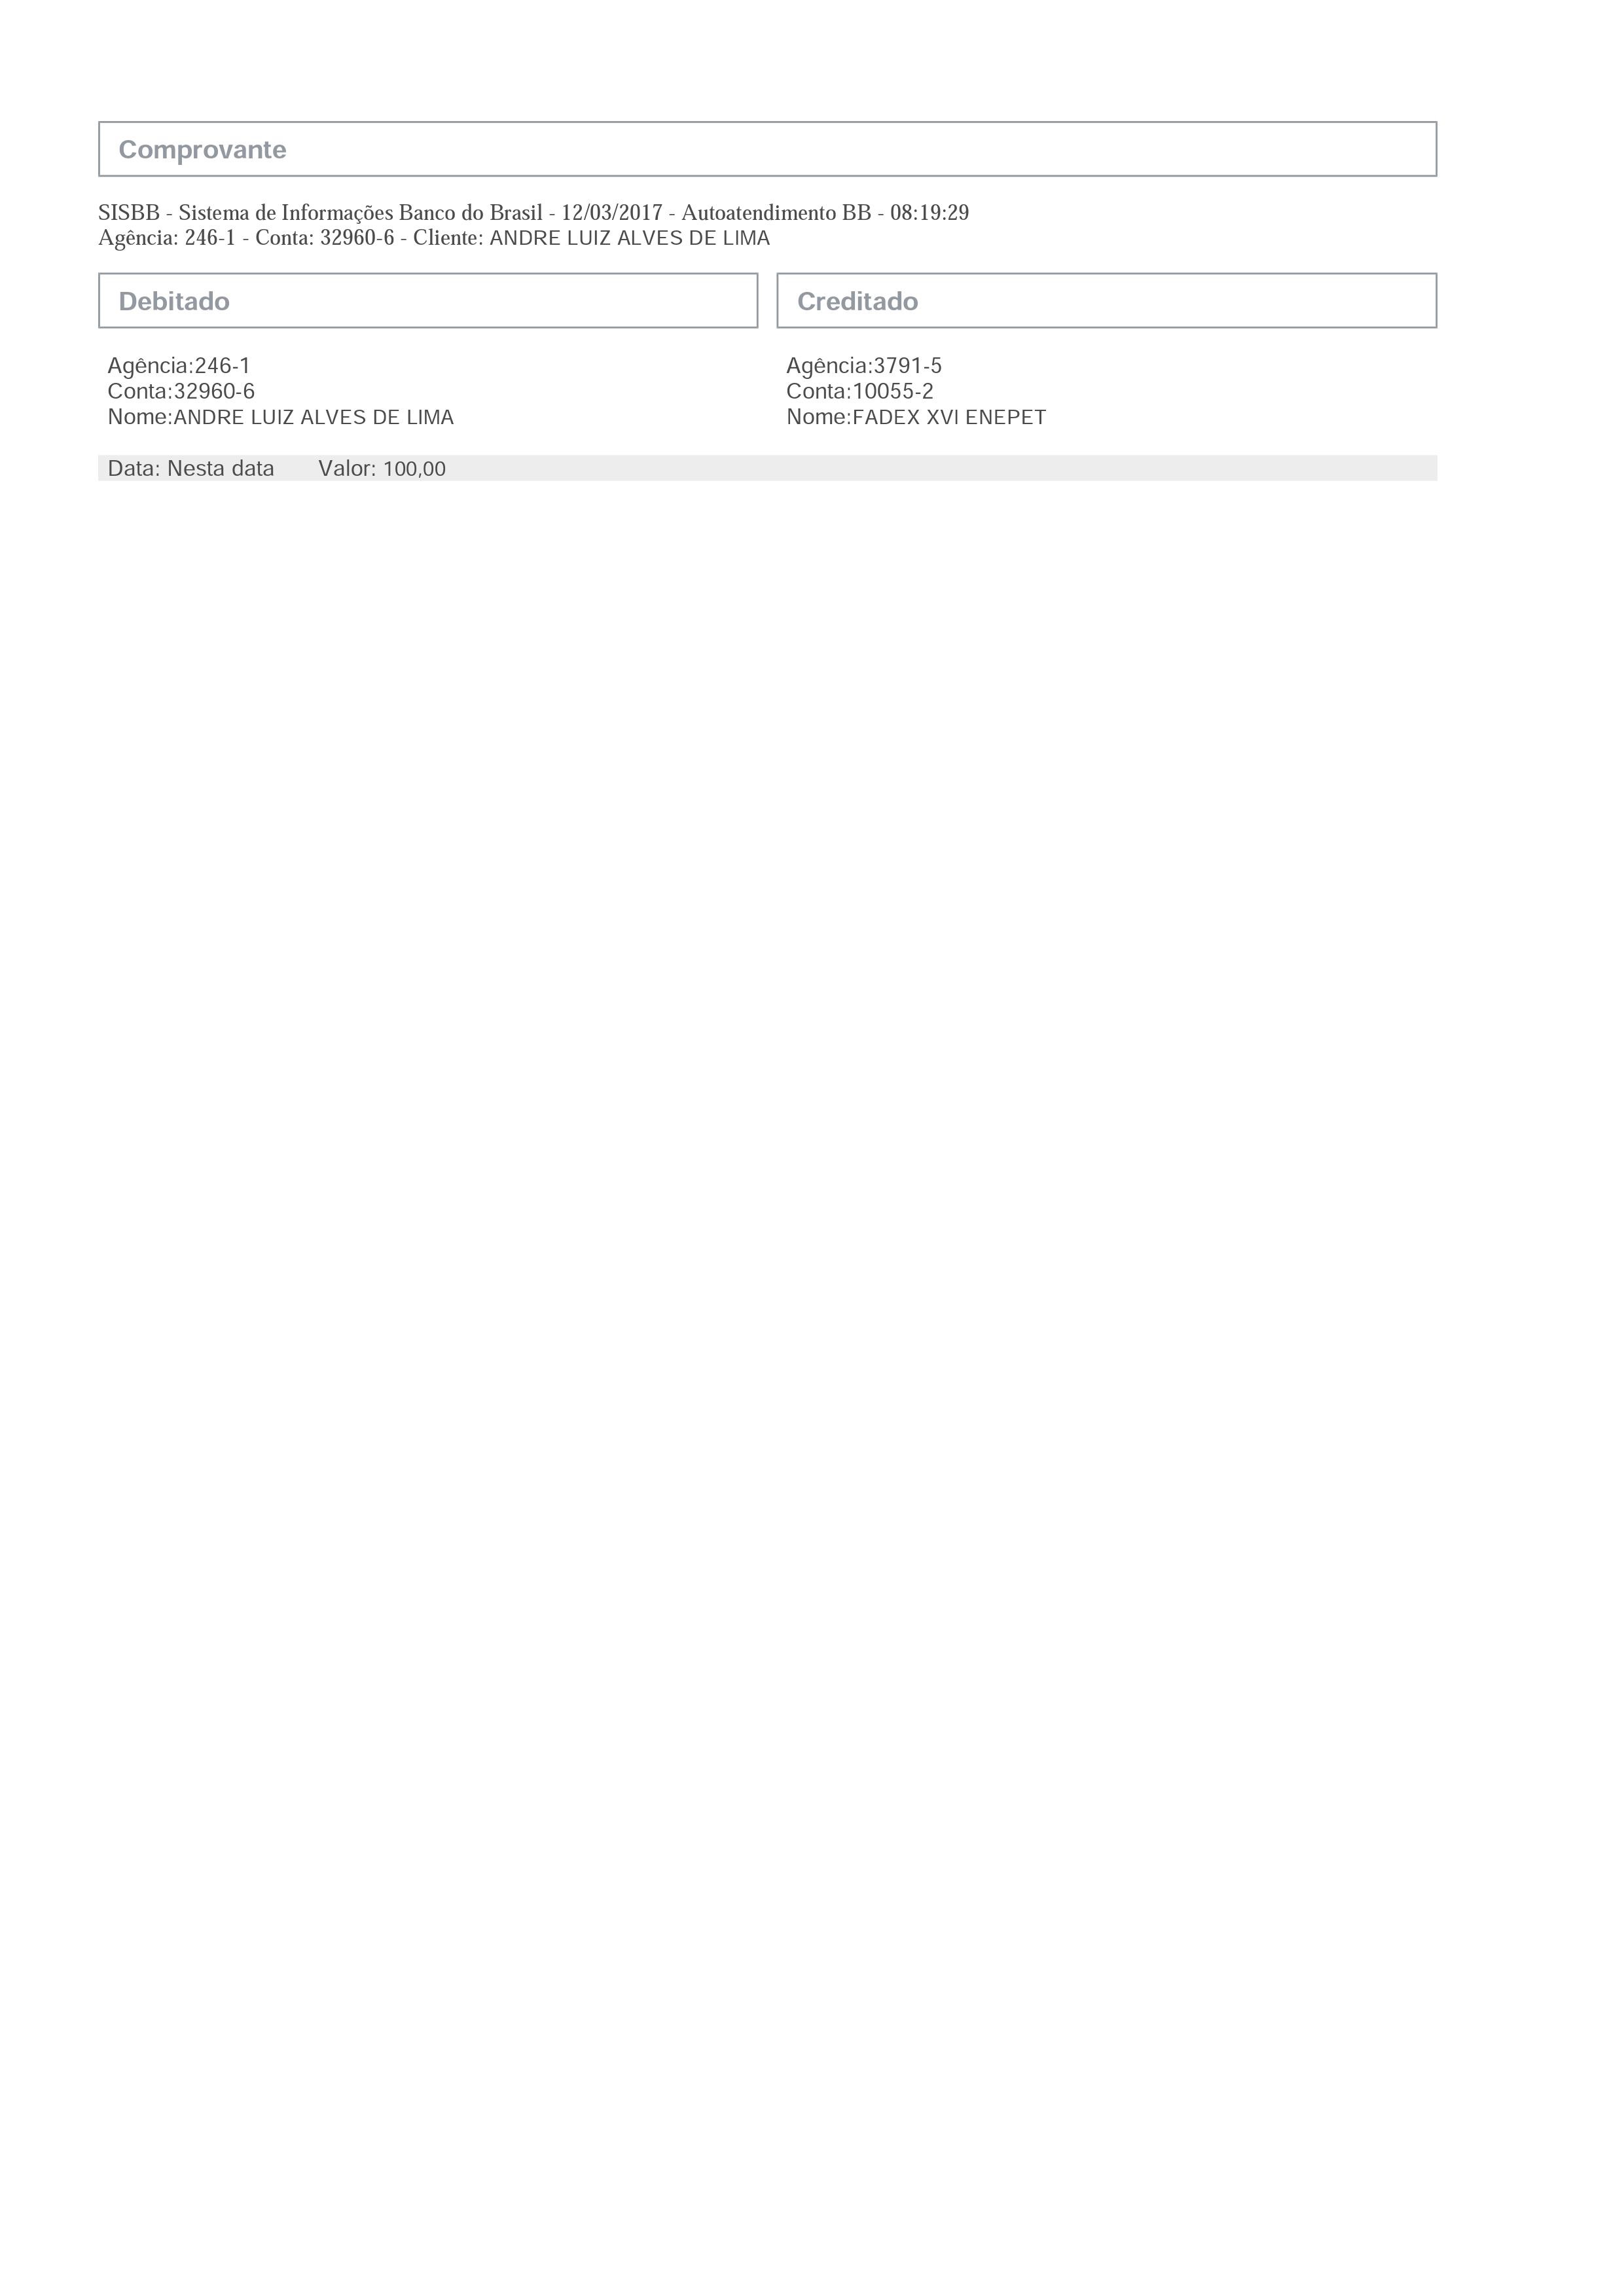 Comprovante
SISBB - Sistema de Informações Banco do Brasil - 12/03/2017 - Autoatendimento BB - 08:19:29
Agência: 246-1 - Conta: 32960-6 - Cliente: ANDRE LUIZ ALVES DE LIMA
Debitado
Agência:246-1
Conta:32960-6
Nome:ANDRE LUIZ ALVES DE LIMA
Creditado
Agência:3791-5
Conta:10055-2
Nome:FADEX XVI ENEPET
Data: Nesta data Valor: 100,00